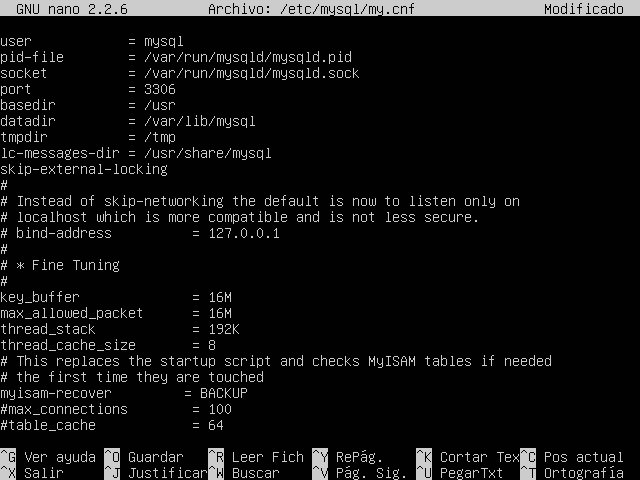 GNU nano 2.2.6          Archivo: /etc/mysql/my.cnf                Modificado
user            = mysql
pid-file        = /var/run/mysqld/mysqld.pid
socket          = /var/run/mysqld/mysqld.sock
port            = 3306
basedir         = /usr
datadir         = /var/lib/mysql
tmpdir          = /tmp
lc-messages-dir = /usr/share/mysql
skip-external-locking
#
# Instead of skip-networking the default is now to listen only on
# localhost which is more compatible and is not less secure.
# bind-address          = 127.0.0.1
#
# * Fine Tuning
#
key_buffer              = 16M
max_allowed_packet      = 16M
thread_stack            = 192K
thread_cache_size       = 8
# This replaces the startup script and checks MyISAM tables if needed
# the first time they are touched
myisam-recover         = BACKUP
#max_connections        = 100
#table_cache            = 64
^G Ver ayuda ^O Guardar   ^R Leer Fich ^Y RePág.    ^K Cortar Tex^C Pos actual
^X Salir     ^J Justificar^W Buscar    ^V Pág. Sig. ^U PegarTxt  ^T Ortografía